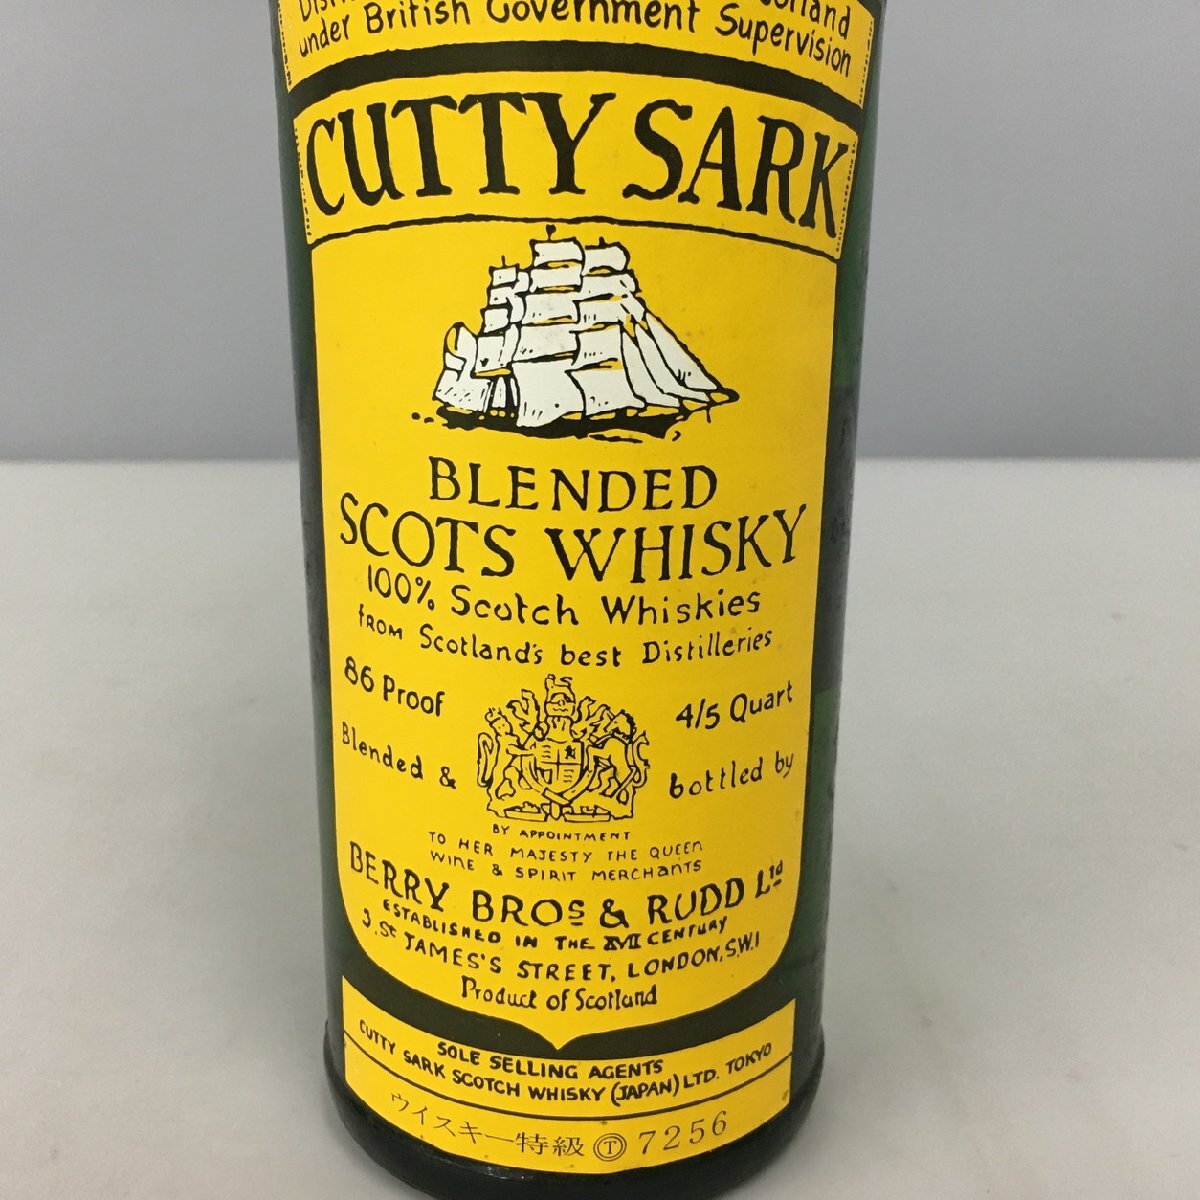 under British Government Supervision
CUTTY SARK
BLENDED
SCOTS WHISKY
100% Scotch Whiskies
FROM Scotland's best Distilleries
86 Proof 4/5 Quart
Blended & bottled by
BY APPOINTMENT
TO HER MAJESTY THE QUEEN
WINE & SPIRIT MERCHANTS
BERRY BROS & RUDD Ltd
ESTABLISHED IN THE XVII CENTURY
3, St JAMES'S STREET, LONDON, S.W.1
Product of Scotland
SOLE SELLING AGENTS
CUTTY SARK SCOTCH WHISKY (JAPAN) LTD. TOKYO
ウイスキー特級 Ⓣ 7256